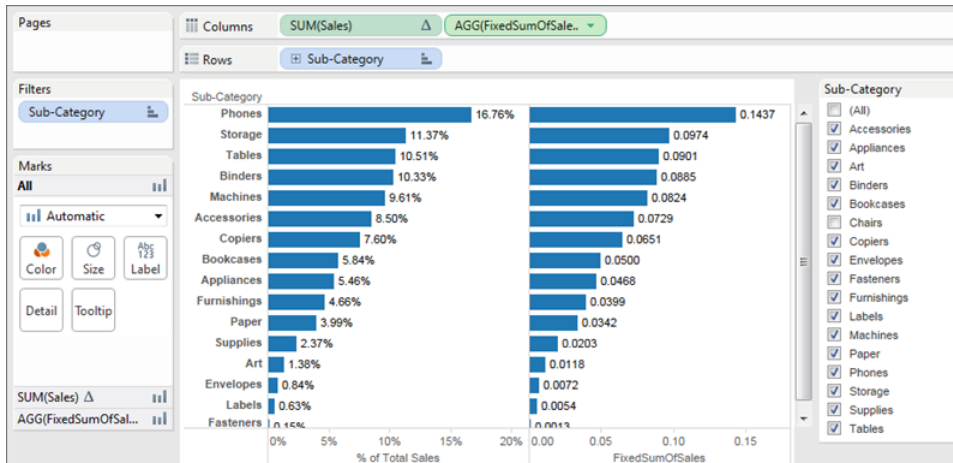 Pages
Columns
SUM(Sales) Δ
AGG(FixedSumOfSale..
Rows
Sub-Category
Filters
Sub-Category
Marks
All
Automatic
Color
Size
Abc
123
Label
Detail
Tooltip
SUM(Sales) Δ
AGG(FixedSumOfSal...
Sub-Category
Phones 16.76% 0.1437
Storage 11.37% 0.0974
Tables 10.51% 0.0901
Binders 10.33% 0.0885
Machines 9.61% 0.0824
Accessories 8.50% 0.0729
Copiers 7.60% 0.0651
Bookcases 5.84% 0.0500
Appliances 5.46% 0.0468
Furnishings 4.66% 0.0399
Paper 3.99% 0.0342
Supplies 2.37% 0.0203
Art 1.38% 0.0118
Envelopes 0.84% 0.0072
Labels 0.63% 0.0054
Fasteners 0.15% 0.0013
0% 5% 10% 15% 20% 0.00 0.05 0.10 0.15
% of Total Sales FixedSumOfSales
Sub-Category
(All)
Accessories
Appliances
Art
Binders
Bookcases
Chairs
Copiers
Envelopes
Fasteners
Furnishings
Labels
Machines
Paper
Phones
Storage
Supplies
Tables